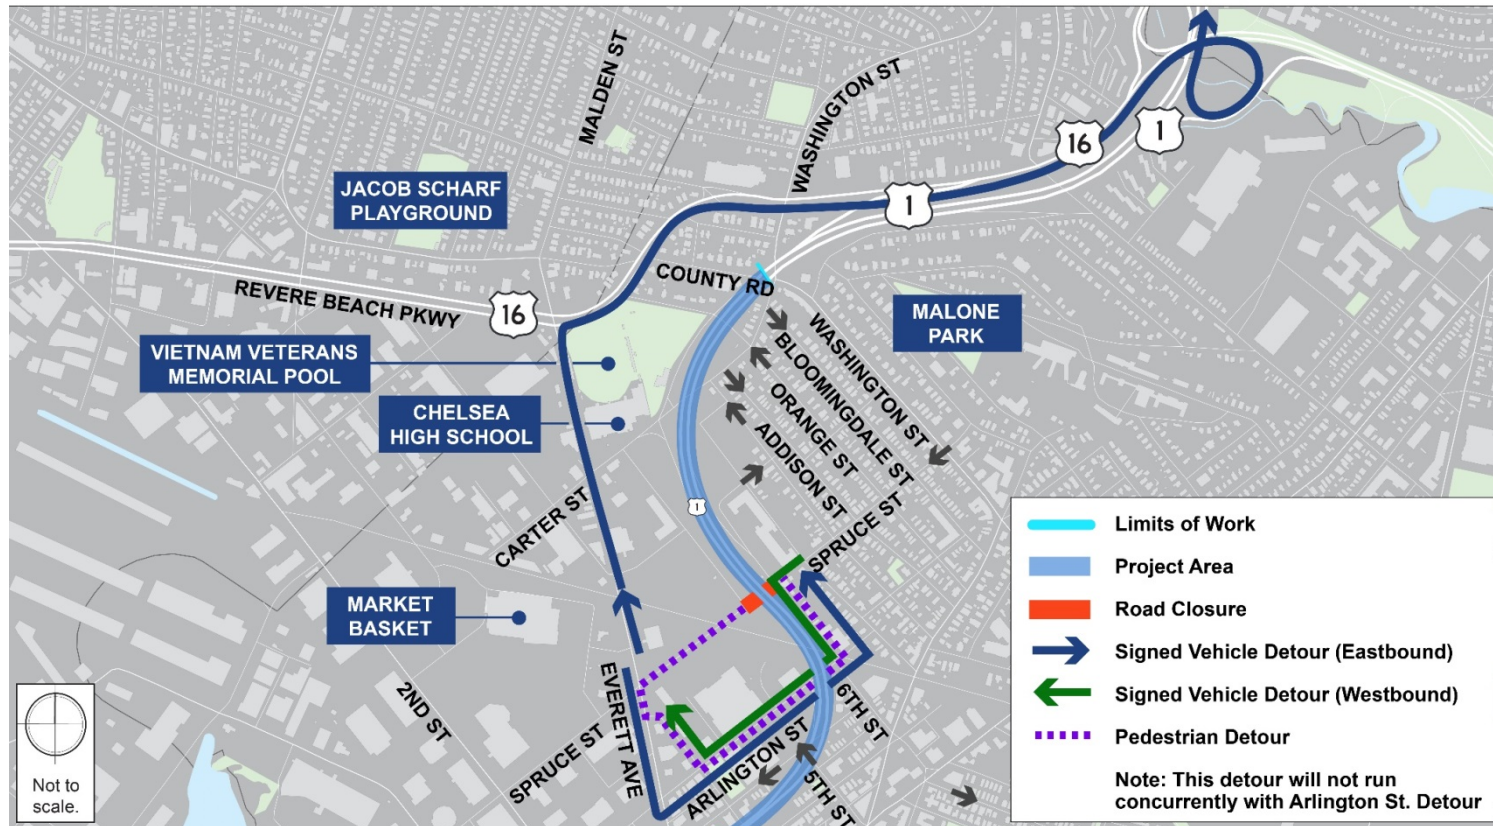 MALDEN ST
WASHINGTON ST
16
1
JACOB SCHARF
PLAYGROUND
1
COUNTY RD
REVERE BEACH PKWY
16
MALONE
PARK
VIETNAM VETERANS
MEMORIAL POOL
WASHINGTON ST
BLOOMINGDALE ST
ORANGE ST
ADDISON ST
CHELSEA
HIGH SCHOOL
1
CARTER ST
SPRUCE ST
MARKET
BASKET
EVERETT AVE
2ND ST
6TH ST
SPRUCE ST
ARLINGTON ST
5TH ST
Not to
scale.
Limits of Work
Project Area
Road Closure
Signed Vehicle Detour (Eastbound)
Signed Vehicle Detour (Westbound)
Pedestrian Detour
Note: This detour will not run
concurrently with Arlington St. Detour